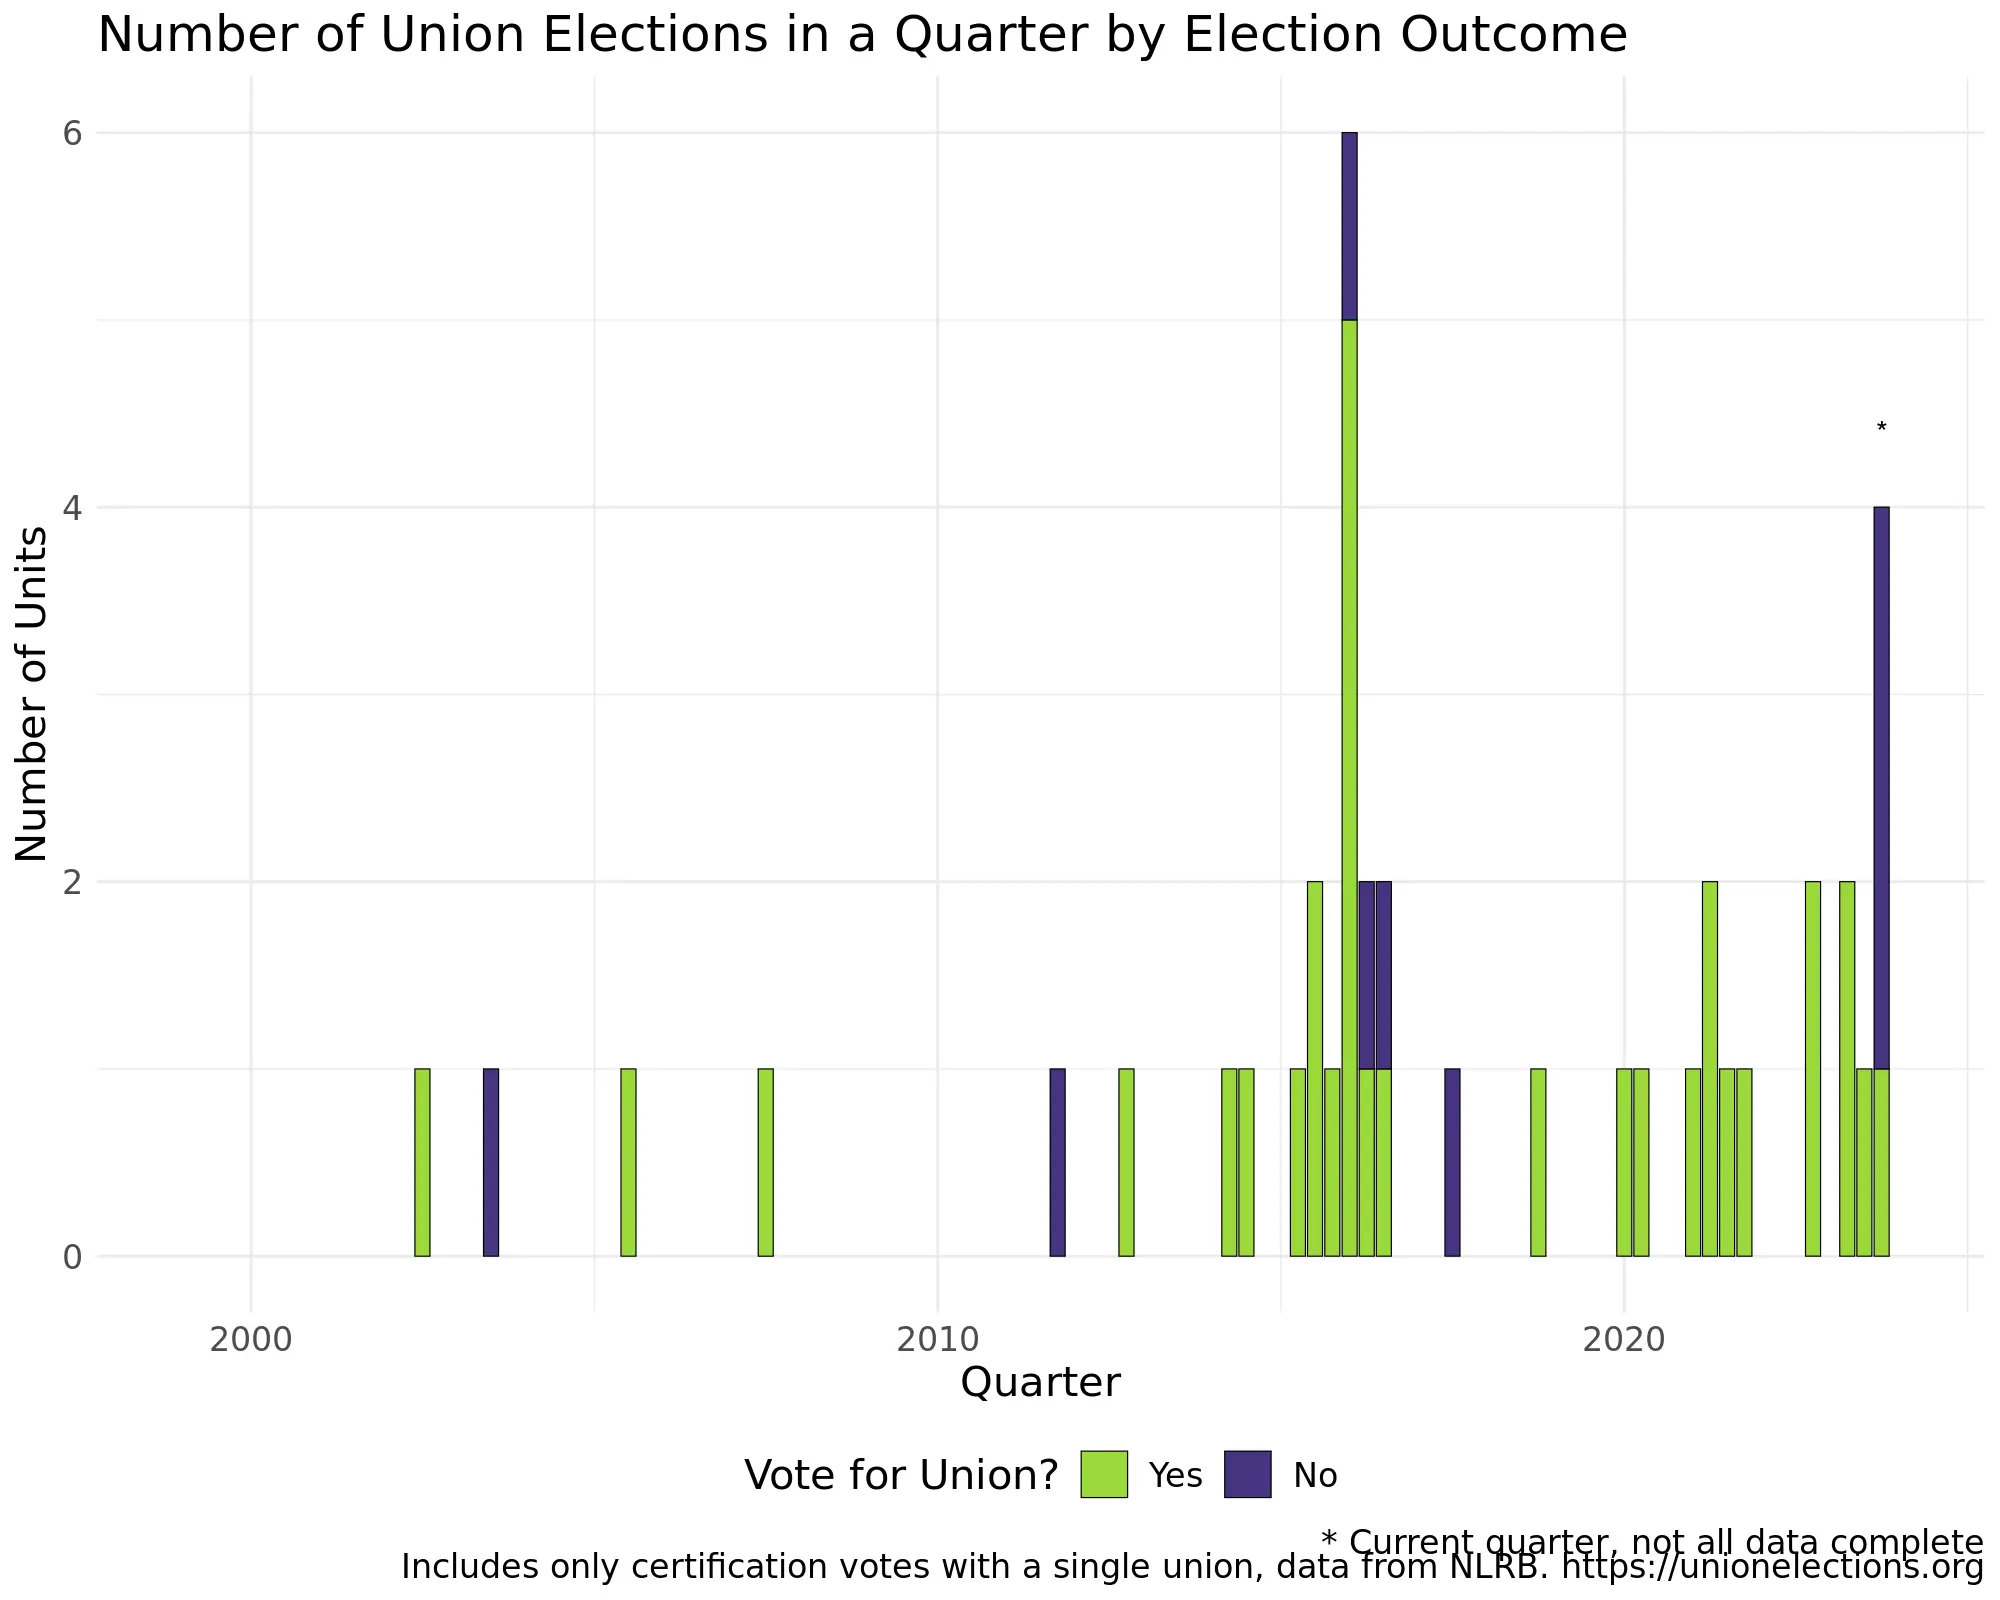 Number of Union Elections in a Quarter by Election Outcome
6
*
4
Number of Units
2
0
2000 2010 2020
Quarter
Vote for Union? Yes No
* Current quarter, not all data complete
Includes only certification votes with a single union, data from NLRB. https://unionelections.org